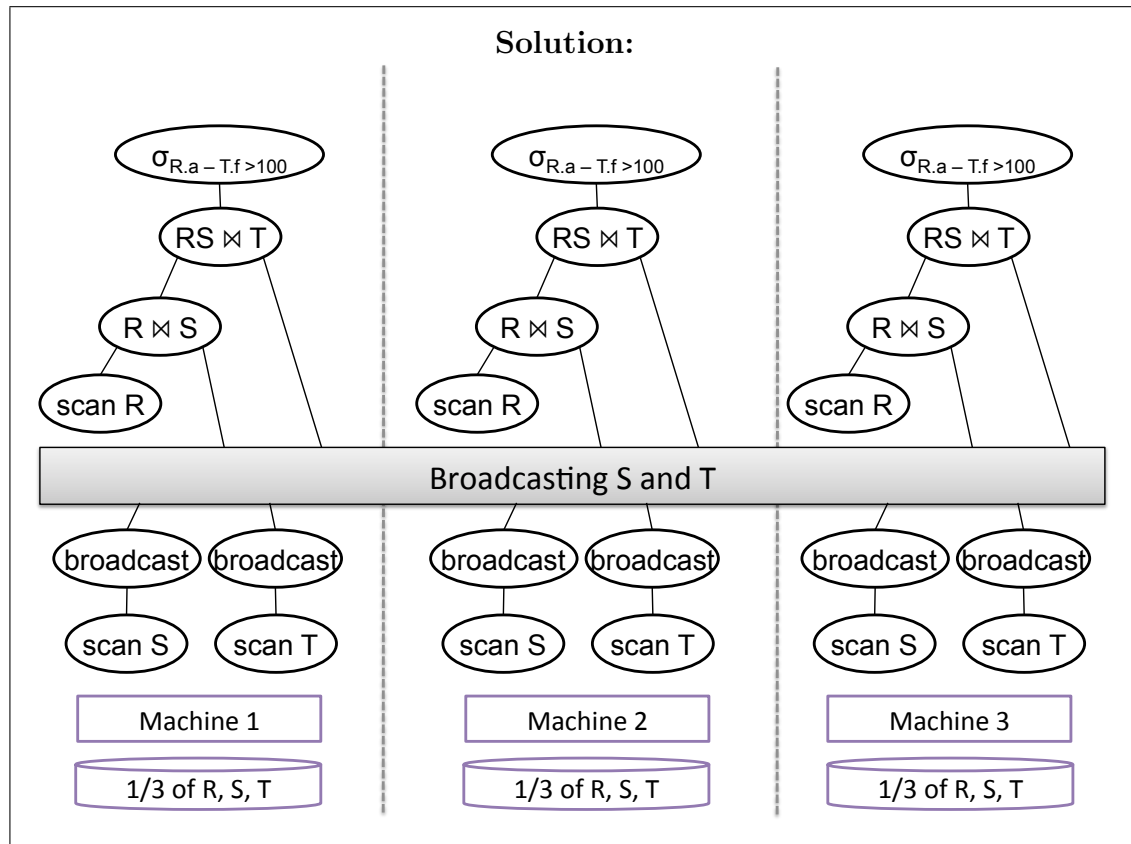 Solution:
σR.a – T.f >100 σR.a – T.f >100 σR.a – T.f >100
RS ⋈ T RS ⋈ T RS ⋈ T
R ⋈ S R ⋈ S R ⋈ S
scan R scan R scan R
Broadcasting S and T
broadcast broadcast broadcast broadcast broadcast broadcast
scan S scan T scan S scan T scan S scan T
Machine 1 Machine 2 Machine 3
1/3 of R, S, T 1/3 of R, S, T 1/3 of R, S, T